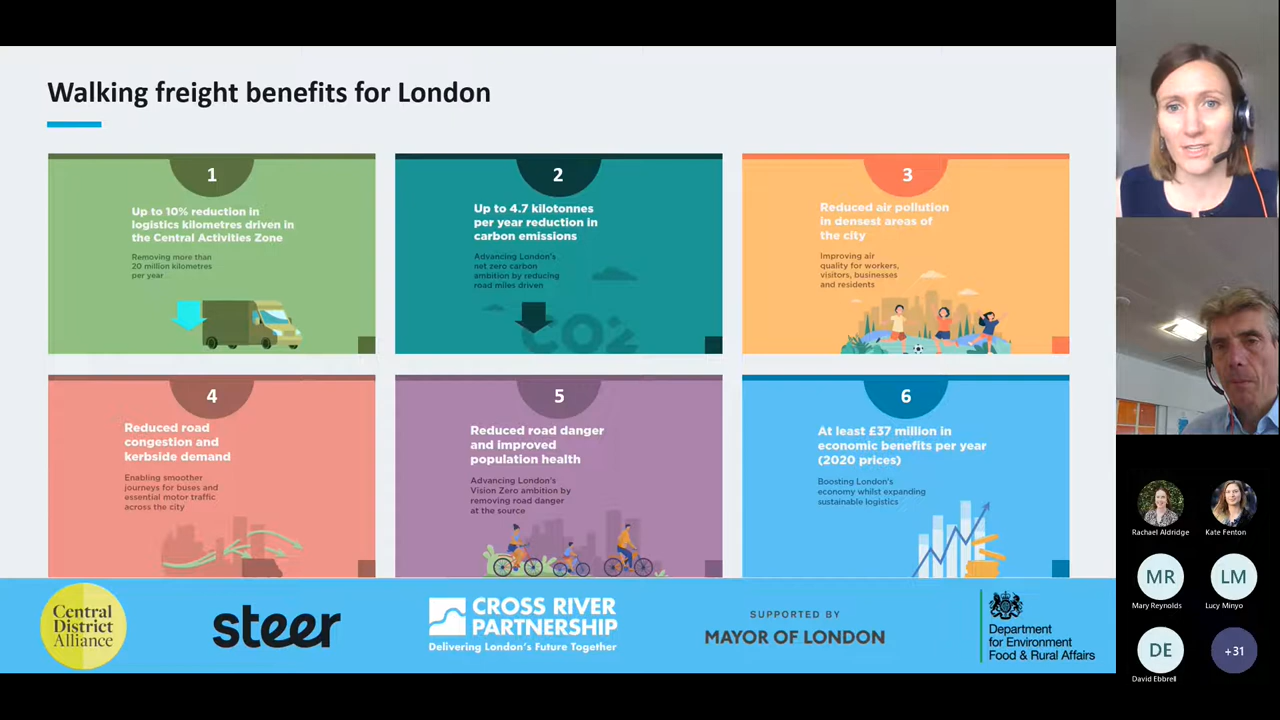 Walking freight benefits for London
1
Up to 10% reduction in
logistics kilometres driven in
the Central Activities Zone
Removing more than
20 million kilometres
per year
2
Up to 4.7 kilotonnes
per year reduction in
carbon emissions
Advancing London's
net zero carbon
ambition by reducing
road miles driven
CO2
3
Reduced air pollution
in densest areas of
the city
Improving air
quality for workers,
visitors, businesses
and residents
4
Reduced road
congestion and
kerbside demand
Enabling smoother
journeys for buses and
essential motor traffic
across the city
5
Reduced road danger
and improved
population health
Advancing London's
Vision Zero ambition by
removing road danger
at the source
6
At least £37 million in
economic benefits per year
(2020 prices)
Boosting London's
economy whilst expanding
sustainable logistics
Central
District
Alliance
steer
CROSS RIVER
PARTNERSHIP
Delivering London's Future Together
SUPPORTED BY
MAYOR OF LONDON
Department
for Environment
Food & Rural Affairs
Rachael Aldridge
Kate Fenton
MR
Mary Reynolds
LM
Lucy Minyo
DE
David Ebbrell
+31